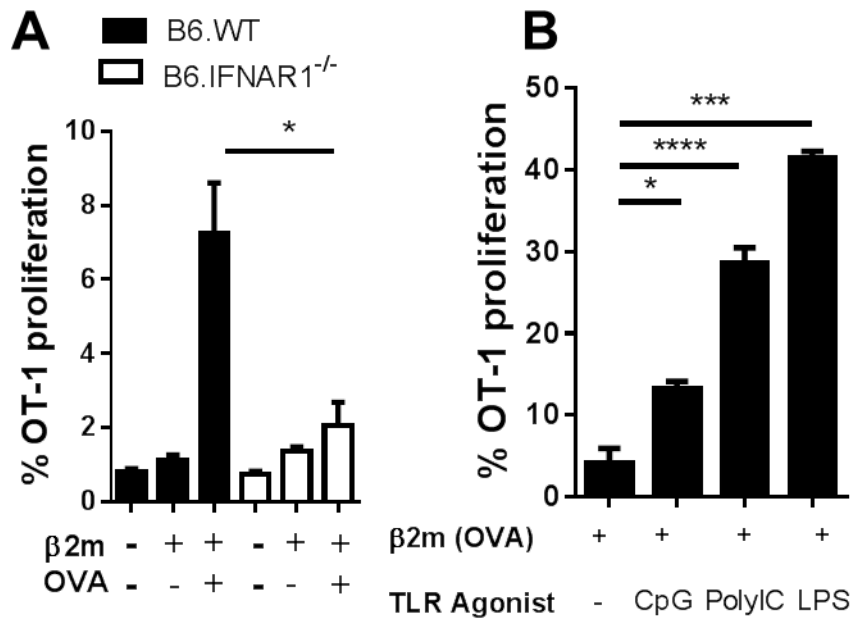 A
B6.WT
B6.IFNAR1-/-
% OT-1 proliferation
10
8
6
4
2
0
*
β2m - + + - + +
OVA - - + - - +
B
% OT-1 proliferation
50
40
30
20
10
0
***
****
*
β2m (OVA) + + + +
TLR Agonist - CpG PolyIC LPS